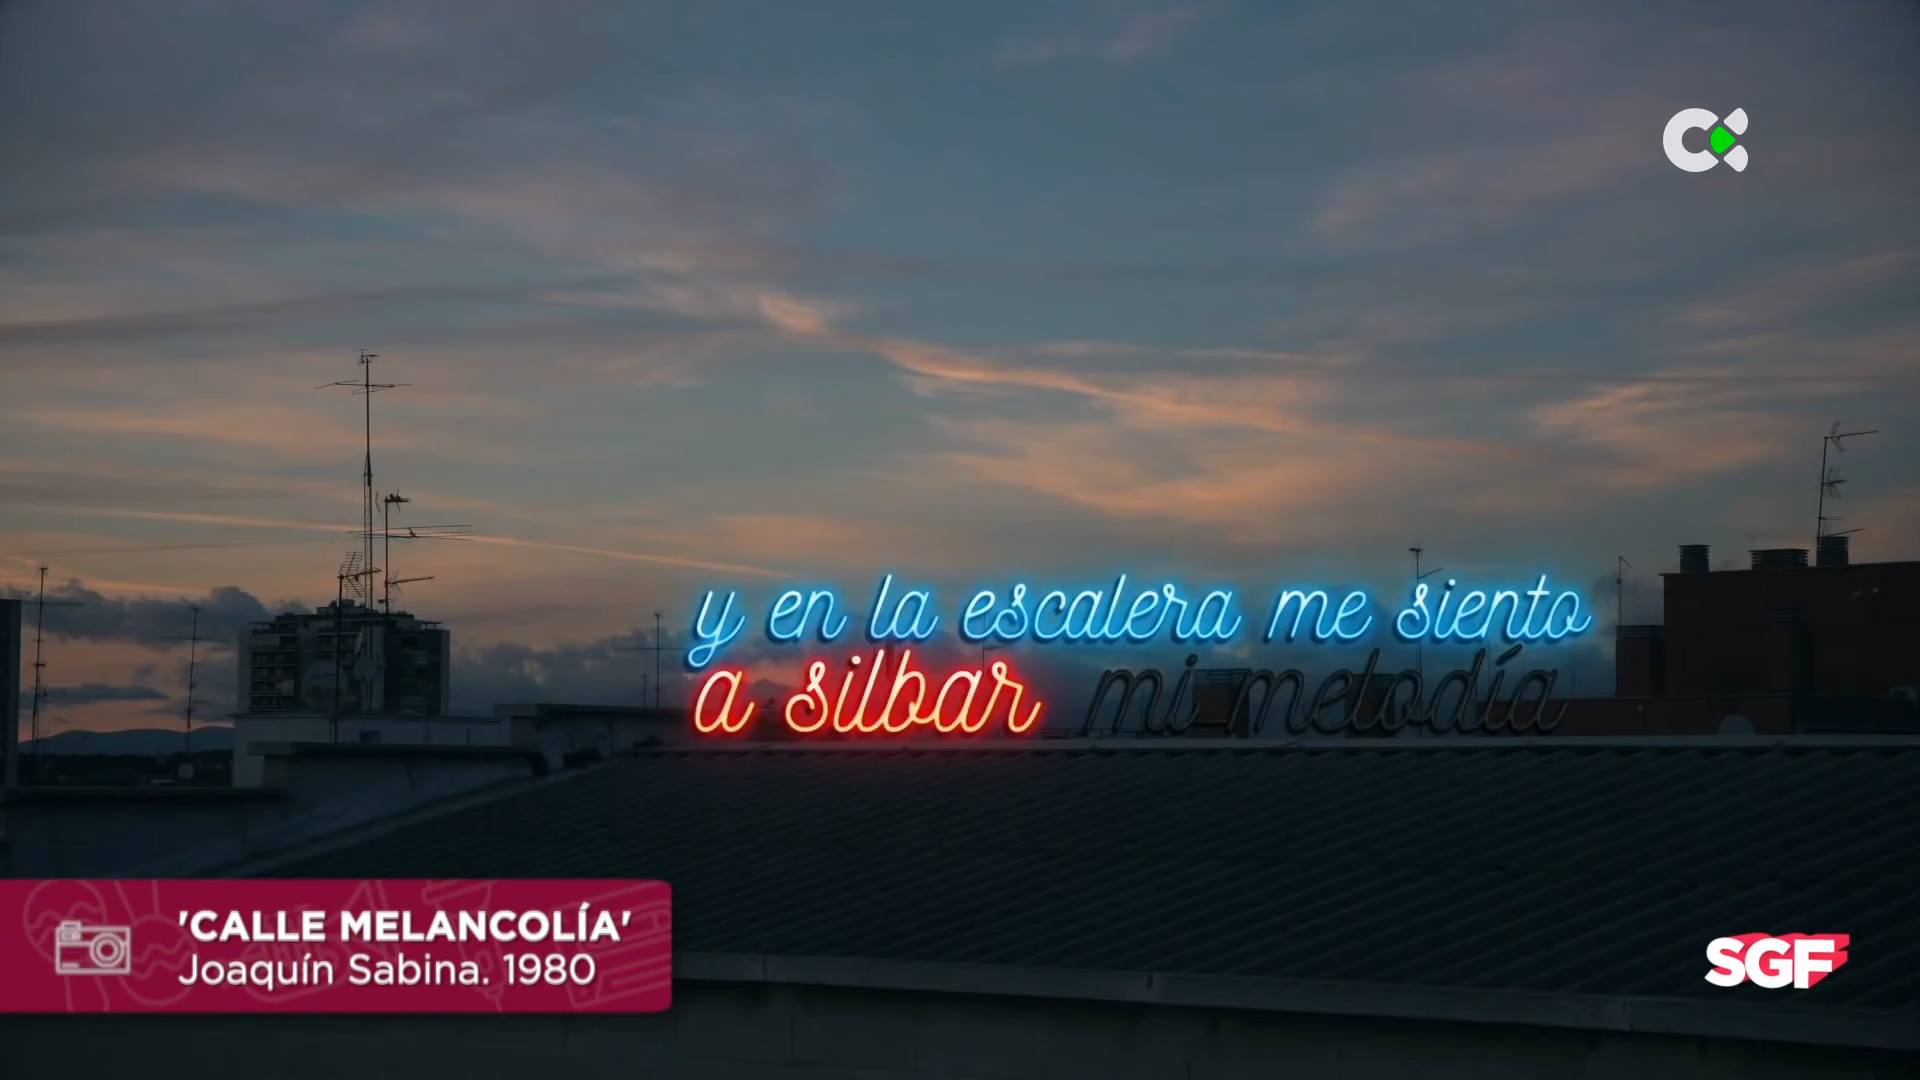 y en la escalera me siento
a silbar mi melodía
'CALLE MELANCOLÍA'
Joaquín Sabina. 1980
SGF